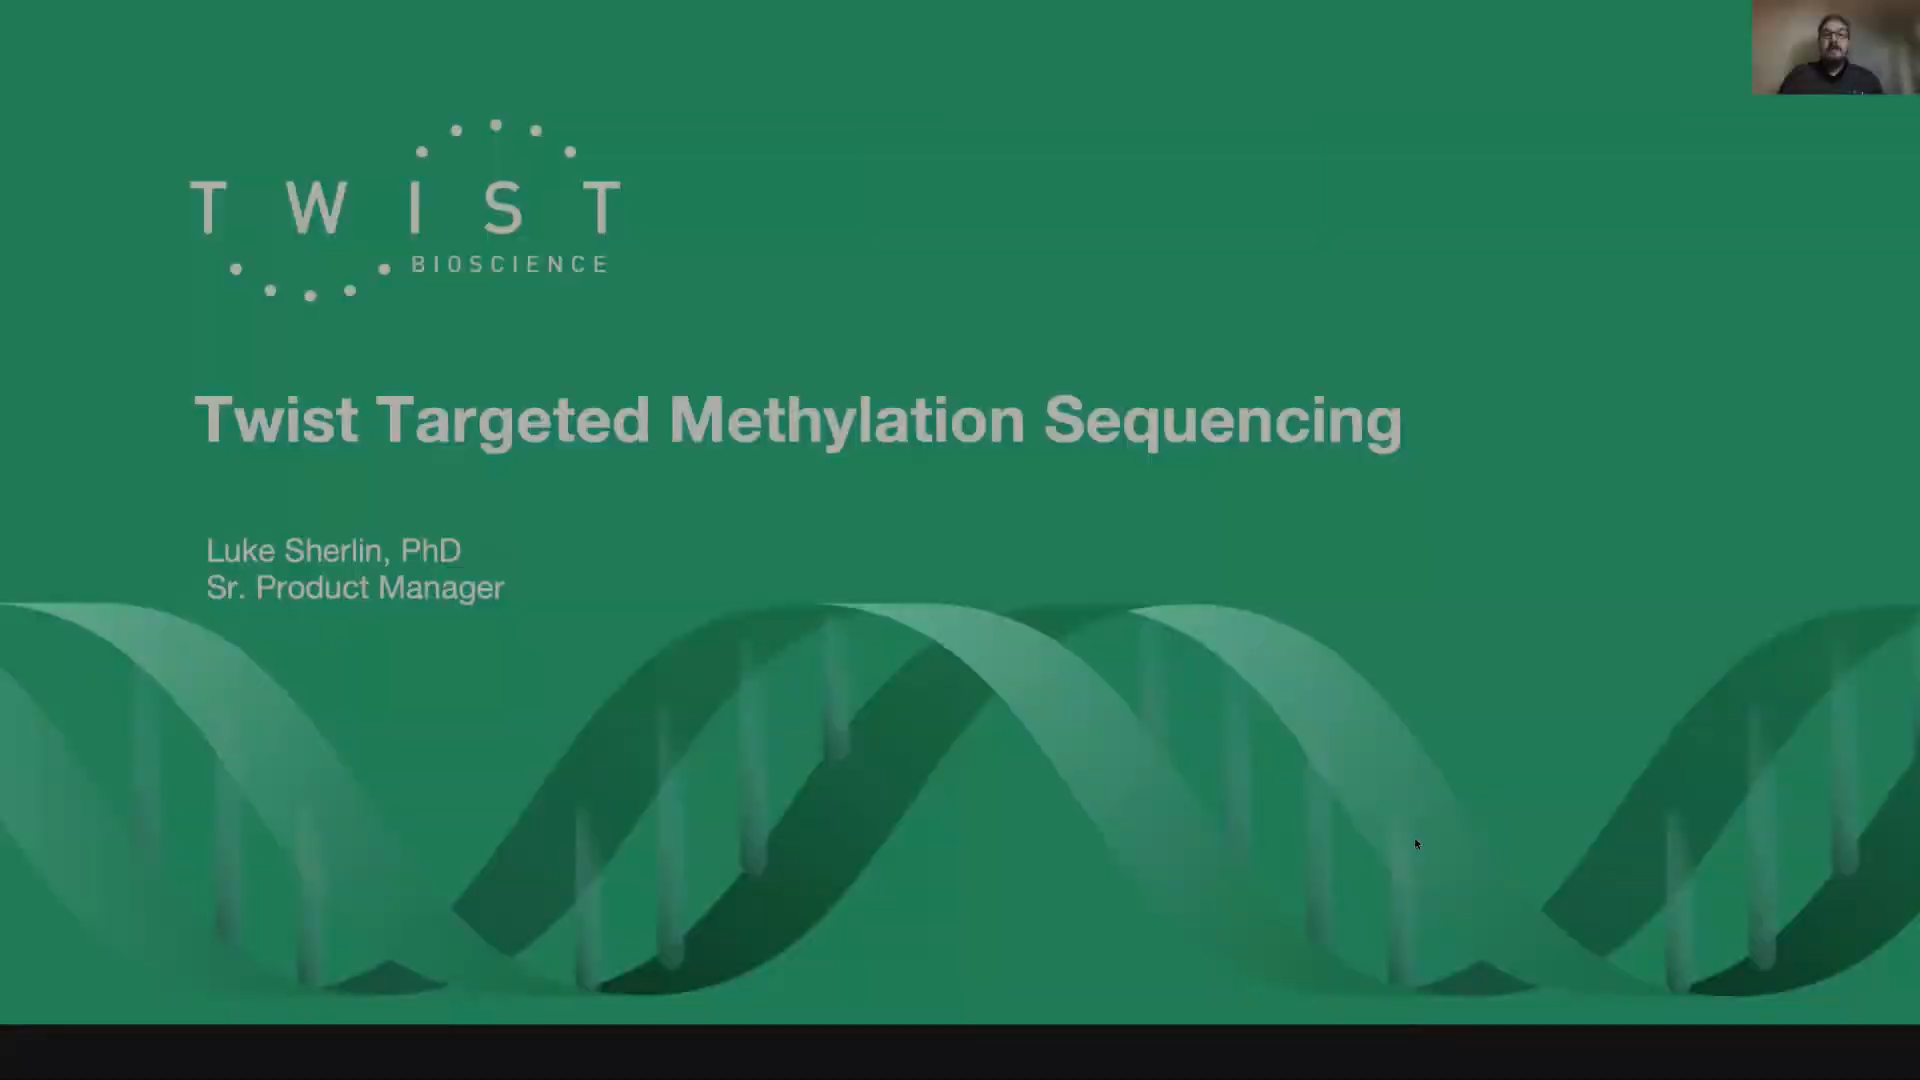 TWIST
BIOSCIENCE
Twist Targeted Methylation Sequencing
Luke Sherlin, PhD
Sr. Product Manager